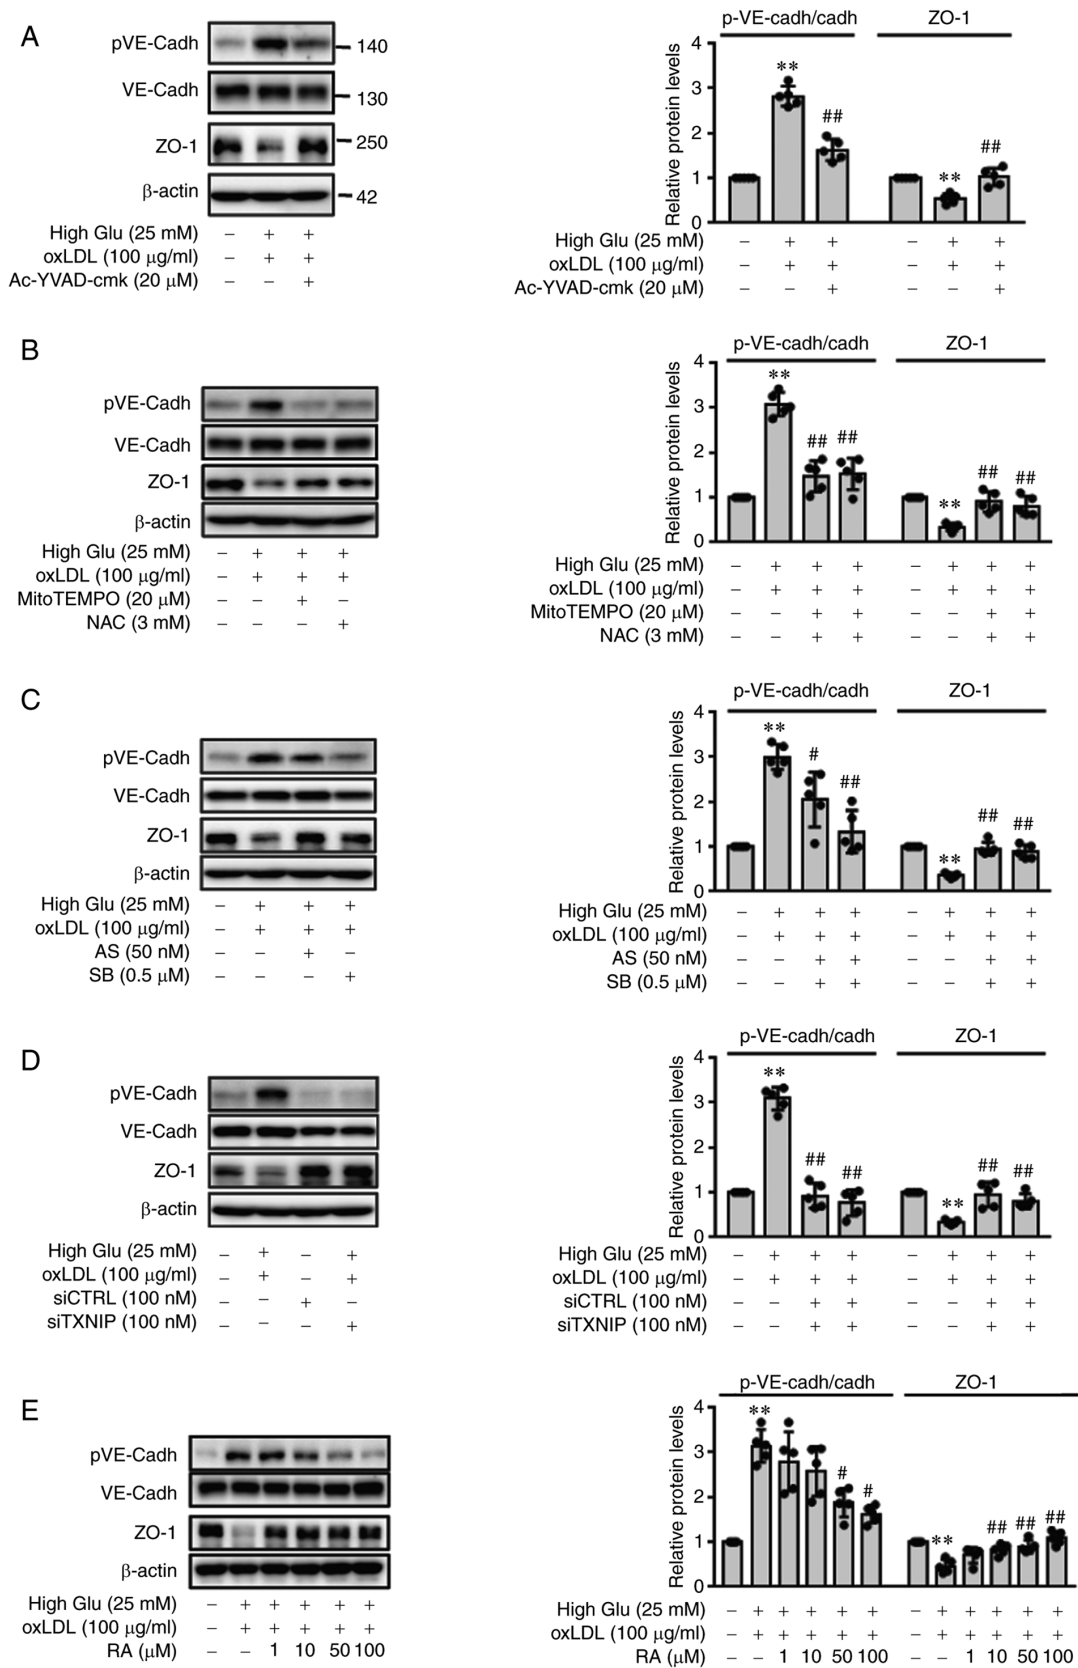 A
pVE-Cadh
140
VE-Cadh
130
ZO-1
250
β-actin
42
High Glu (25 mM) – + +
oxLDL (100 µg/ml) – + +
Ac-YVAD-cmk (20 µM) – – +
p-VE-cadh/cadh ZO-1
Relative protein levels
4
3
2
1
0
** ## ** ##
High Glu (25 mM) – + + – + +
oxLDL (100 µg/ml) – + + – + +
Ac-YVAD-cmk (20 µM) – – + – – +
B
pVE-Cadh
VE-Cadh
ZO-1
β-actin
High Glu (25 mM) – + + +
oxLDL (100 µg/ml) – + + +
MitoTEMPO (20 µM) – – + –
NAC (3 mM) – – – +
p-VE-cadh/cadh ZO-1
Relative protein levels
4
3
2
1
0
** ## ## ** ## ##
High Glu (25 mM) – – + + – + + +
oxLDL (100 µg/ml) – + + + – + + +
MitoTEMPO (20 µM) – – + + – – + +
NAC (3 mM) – – + + – – + +
C
pVE-Cadh
VE-Cadh
ZO-1
β-actin
High Glu (25 mM) – + + +
oxLDL (100 µg/ml) – + + +
AS (50 nM) – – + –
SB (0.5 µM) – – – +
p-VE-cadh/cadh ZO-1
Relative protein levels
4
3
2
1
0
** # ## ** ## ##
High Glu (25 mM) – + + + – + + +
oxLDL (100 µg/ml) – + + + – + + +
AS (50 nM) – – + + – – + +
SB (0.5 µM) – – + + – – + +
D
pVE-Cadh
VE-Cadh
ZO-1
β-actin
High Glu (25 mM) – + – +
oxLDL (100 µg/ml) – + – +
siCTRL (100 nM) – – + –
siTXNIP (100 nM) – – – +
p-VE-cadh/cadh ZO-1
Relative protein levels
4
3
2
1
0
** ## ## ** ## ##
High Glu (25 mM) – + + + – + + +
oxLDL (100 µg/ml) – + + + – + + +
siCTRL (100 nM) – – + + – – + +
siTXNIP (100 nM) – – + + – – + +
E
pVE-Cadh
VE-Cadh
ZO-1
β-actin
High Glu (25 mM) – + + + + +
oxLDL (100 µg/ml) – + + + + +
RA (µM) – – 1 10 50 100
p-VE-cadh/cadh ZO-1
Relative protein levels
4
3
2
1
0
** # # ** ## ## ##
High Glu (25 mM) – + + + + + – + + + + +
oxLDL (100 µg/ml) – + + + + + – + + + + +
RA (µM) – – 1 10 50 100 – – 1 10 50 100